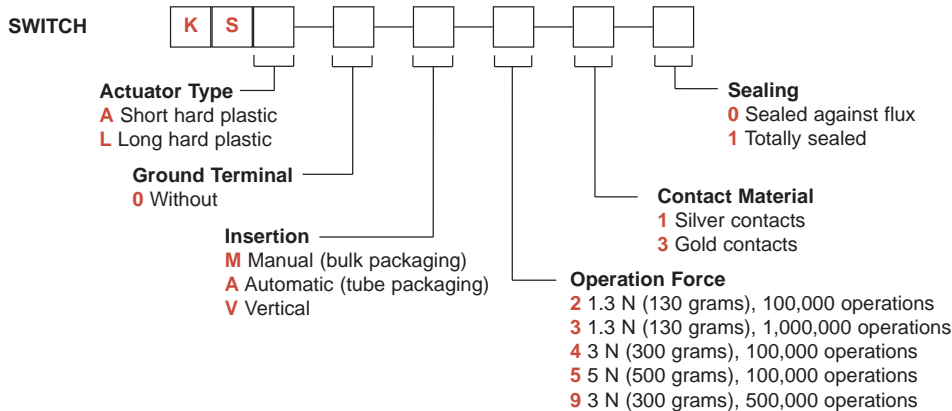 SWITCH K S
Actuator Type
A Short hard plastic
L Long hard plastic
Ground Terminal
0 Without
Insertion
M Manual (bulk packaging)
A Automatic (tube packaging)
V Vertical
Operation Force
2 1.3 N (130 grams), 100,000 operations
3 1.3 N (130 grams), 1,000,000 operations
4 3 N (300 grams), 100,000 operations
5 5 N (500 grams), 100,000 operations
9 3 N (300 grams), 500,000 operations
Contact Material
1 Silver contacts
3 Gold contacts
Sealing
0 Sealed against flux
1 Totally sealed